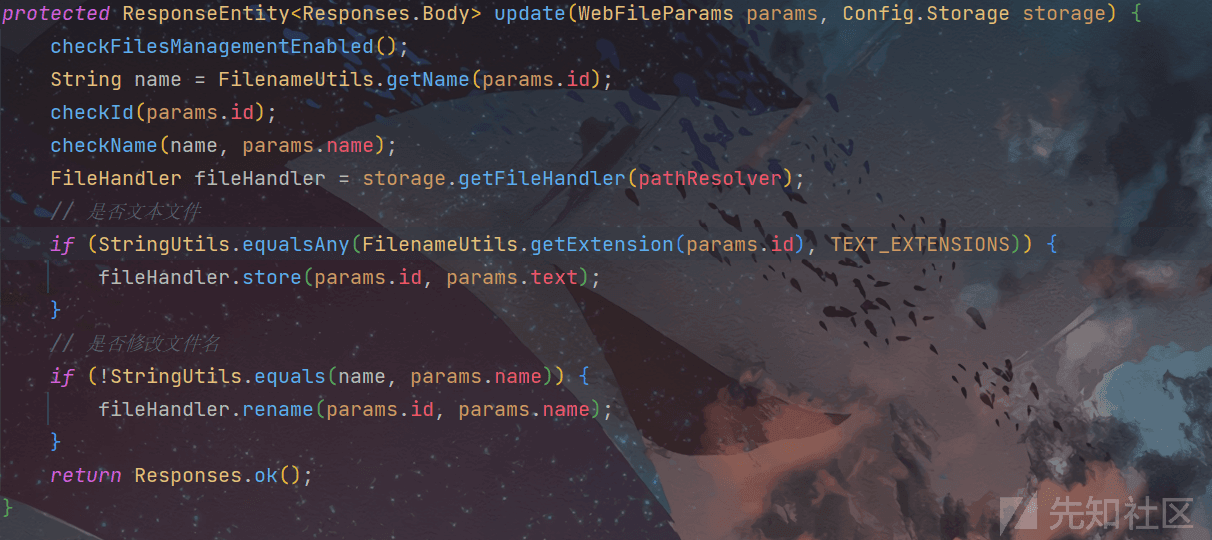 protected ResponseEntity<Responses.Body> update(WebFileParams params, Config.Storage storage) {
    checkFilesManagementEnabled();
    String name = FilenameUtils.getName(params.id);
    checkId(params.id);
    checkName(name, params.name);
    FileHandler fileHandler = storage.getFileHandler(pathResolver);
    // 是否文本文件
    if (StringUtils.equalsAny(FilenameUtils.getExtension(params.id), TEXT_EXTENSIONS)) {
        fileHandler.store(params.id, params.text);
    }
    // 是否修改文件名
    if (!StringUtils.equals(name, params.name)) {
        fileHandler.rename(params.id, params.name);
    }
    return Responses.ok();
}
先知社区